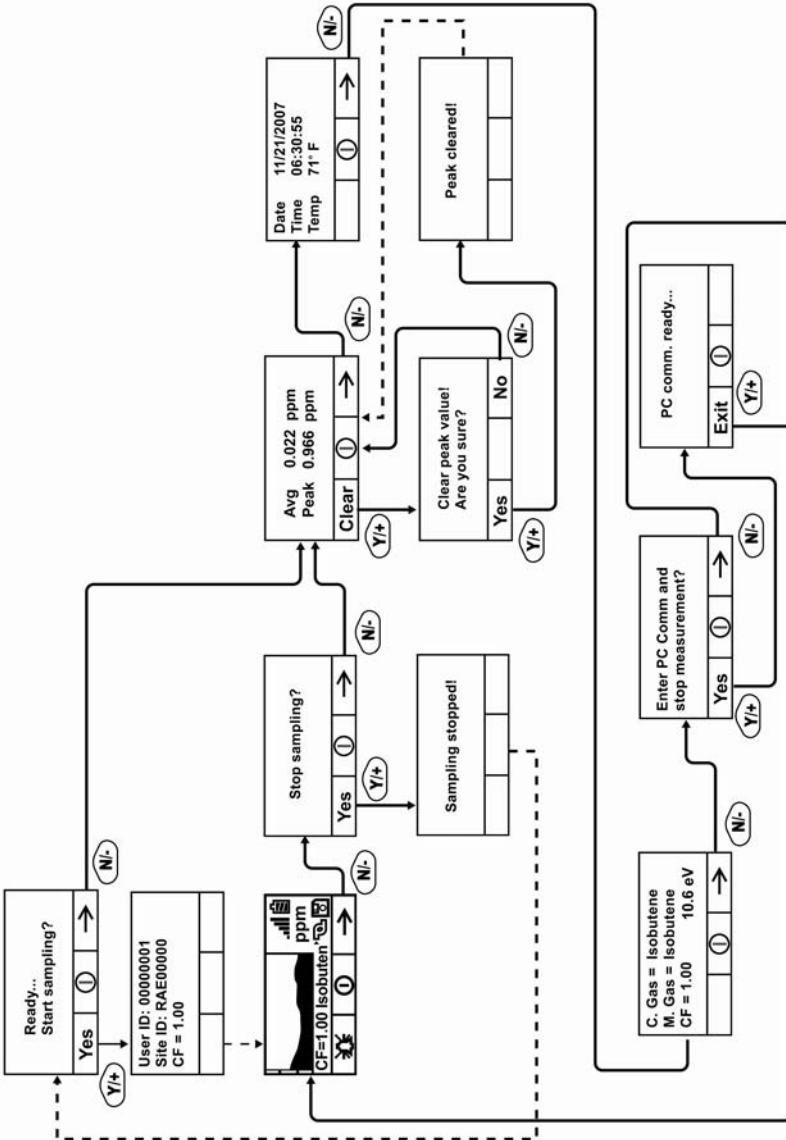 Ready...
Start sampling?
Yes
N/-
Y/+
User ID: 00000001
Site ID: RAE00000
CF = 1.00
ppm
CF=1.00 Isobuten
N/-
Stop sampling?
Yes
N/-
Y/+
Sampling stopped!
Avg 0.022 ppm
Peak 0.966 ppm
Clear
N/-
Y/+
Clear peak value!
Are you sure?
Yes No
N/-
Y/+
Date 11/21/2007
Time 06:30:55
Temp 71° F
N/-
Peak cleared!
C. Gas = Isobutene
M. Gas = Isobutene
CF = 1.00 10.6 eV
N/-
Enter PC Comm and
stop measurement?
Yes
N/-
Y/+
PC comm. ready...
Exit
Y/+